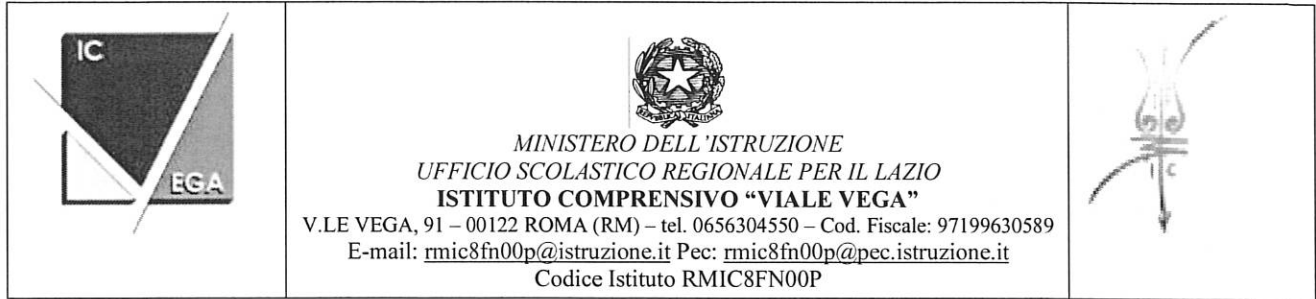 IC
EGA
REPVBBLICA ITALIANA
MINISTERO DELL'ISTRUZIONE
UFFICIO SCOLASTICO REGIONALE PER IL LAZIO
ISTITUTO COMPRENSIVO “VIALE VEGA”
V.LE VEGA, 91 – 00122 ROMA (RM) – tel. 0656304550 – Cod. Fiscale: 97199630589
E-mail: rmic8fn00p@istruzione.it Pec: rmic8fn00p@pec.istruzione.it
Codice Istituto RMIC8FN00P
I C